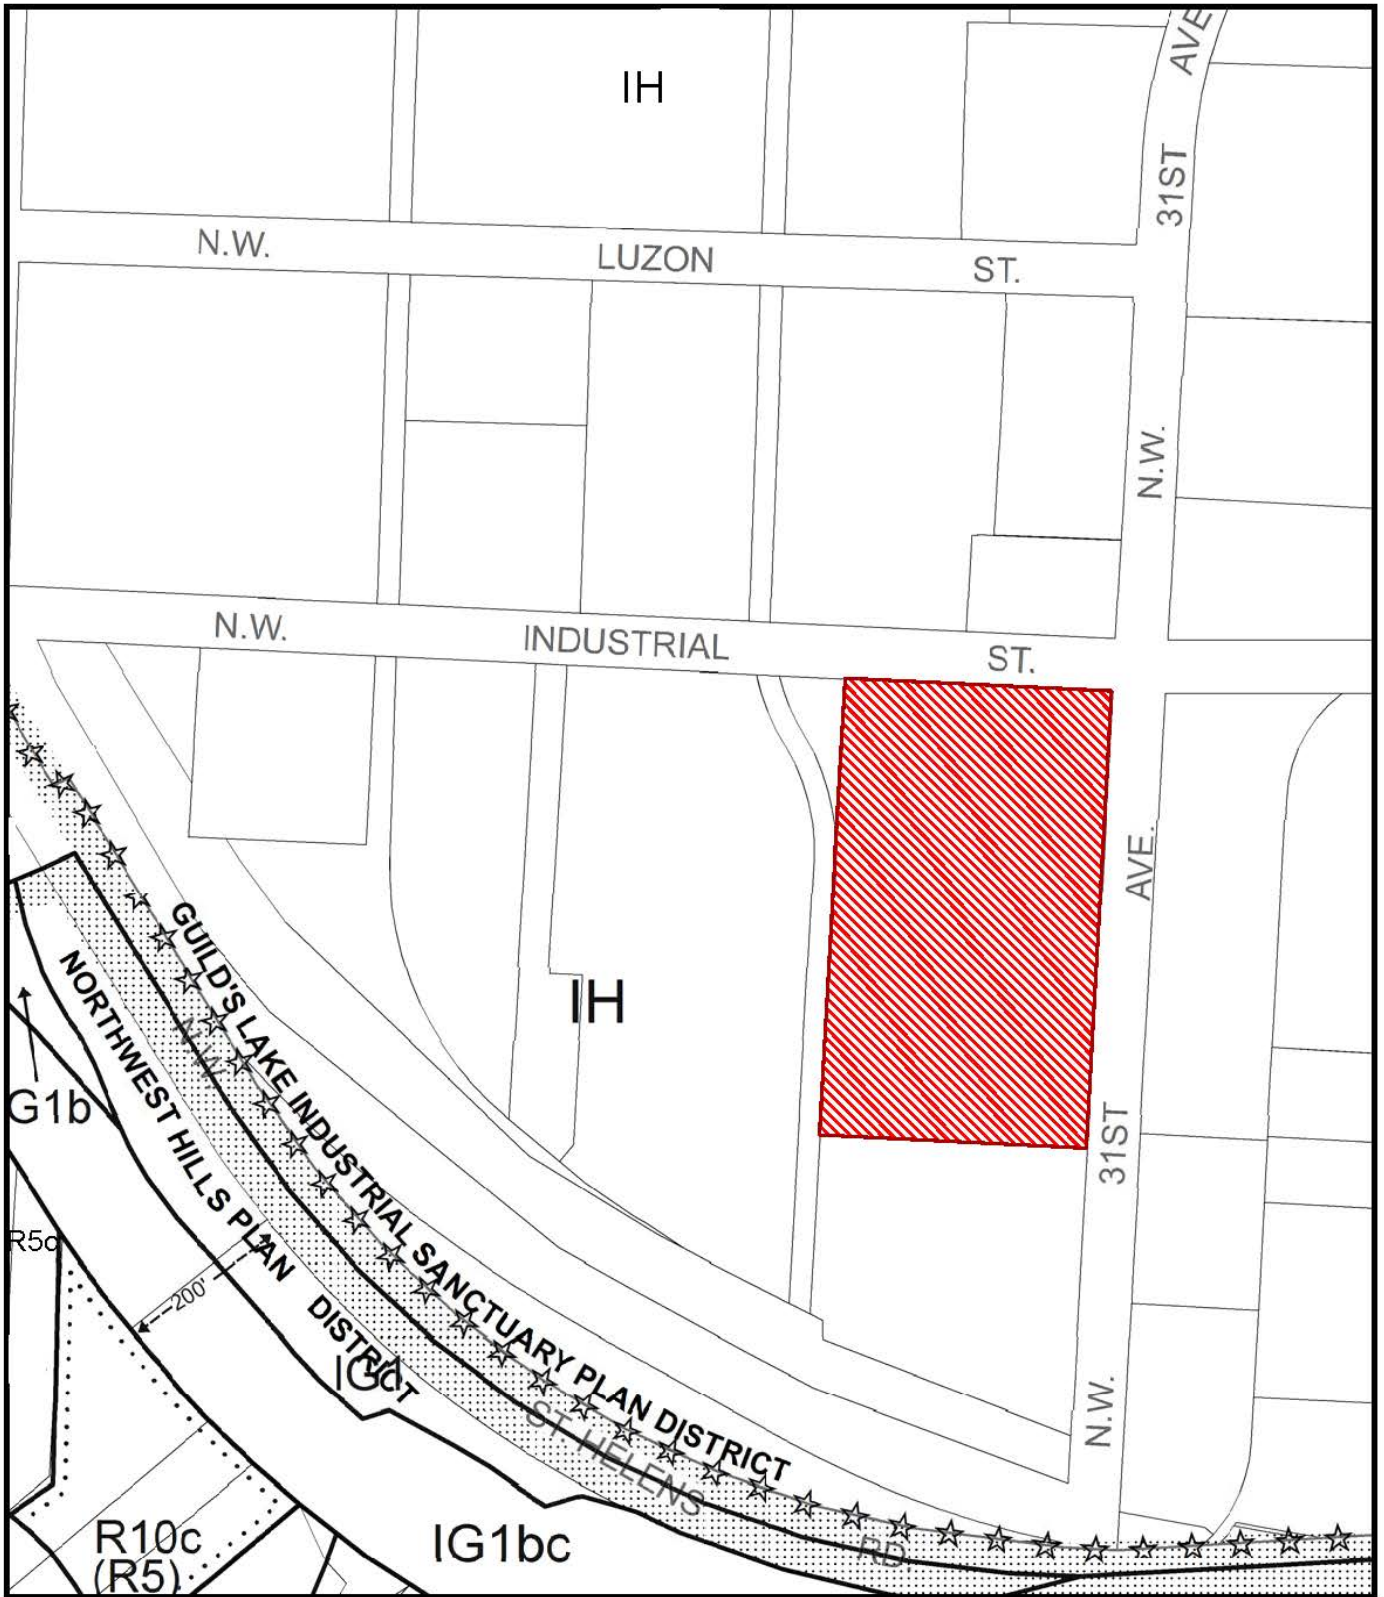 IH
AVE
31ST
N.W. LUZON ST.
N.W.
N.W. INDUSTRIAL ST.
AVE.
31ST
N.W.
IH
GUILD'S LAKE INDUSTRIAL SANCTUARY PLAN DISTRICT
NORTHWEST HILLS PLAN DISTRICT
N.W.
ST. HELENS
RD.
G1b
R5c
200'
IG1
R10c
(R5)
IG1bc